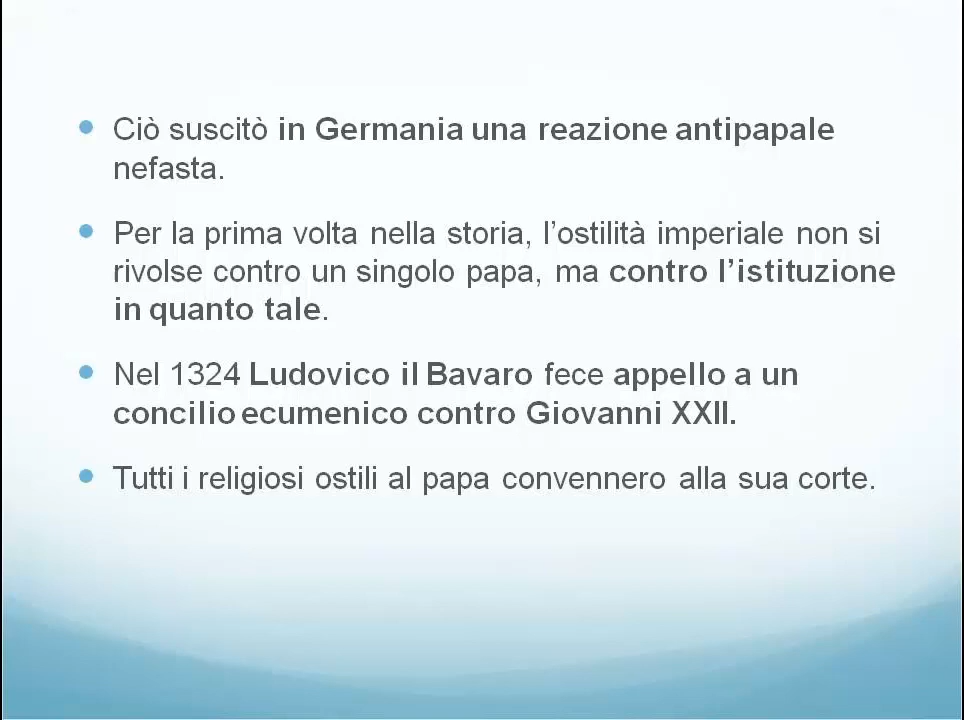 Ciò suscitò in Germania una reazione antipapale
nefasta.
Per la prima volta nella storia, l’ostilità imperiale non si
rivolse contro un singolo papa, ma contro l’istituzione
in quanto tale.
Nel 1324 Ludovico il Bavaro fece appello a un
concilio ecumenico contro Giovanni XXII.
Tutti i religiosi ostili al papa convennero alla sua corte.